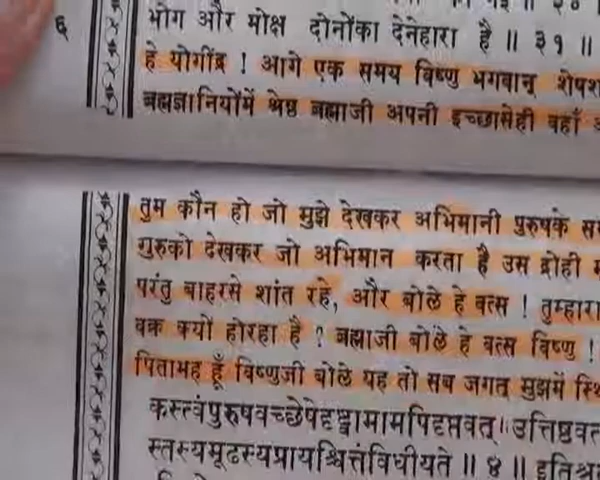 ६
भोग और मोक्ष दोनोंका देनेहारा है ॥ ३१ ॥
हे योगींद्र ! आगे एक समय विष्णु भगवान्
ब्रह्मज्ञानियोंमें श्रेष्ठ ब्रह्माजी अपनी इच्छासेही वहाँ
तुम कौन हो जो मुझे देखकर अभिमानी पुरुषके
गुरुको देखकर जो अभिमान करता है उस द्रोही
परंतु बाहरसे शांत रहे, और बोले हे वत्स ! तुम्हारा
वक्र क्यों होरहा है ? ब्रह्माजी बोले हे वत्स विष्णु !
पितामह हूँ विष्णुजी बोले यह तो सब जगत् मुझमें
कस्त्वंपुरुषवच्छेषेदृष्ट्वामामपिदृप्तवत् ॥ उत्तिष्ठवत
स्तस्यमूढस्यप्रायश्चित्तंविधीयते ॥ ४ ॥ इतिश्र